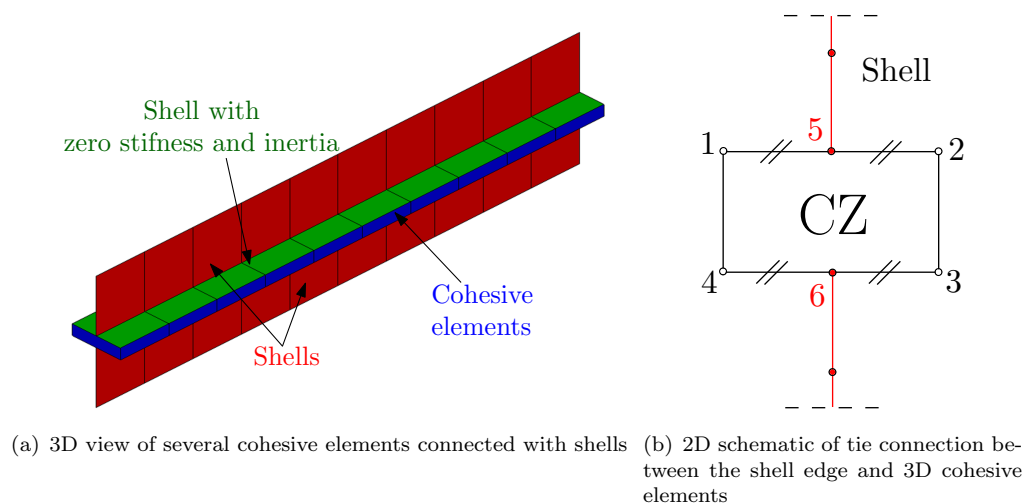 Shell with
zero stifness and inertia
Cohesive
elements
Shells
Shell
5
1
2
CZ
4
3
6
(a) 3D view of several cohesive elements connected with shells
(b) 2D schematic of tie connection be-
tween the shell edge and 3D cohesive
elements